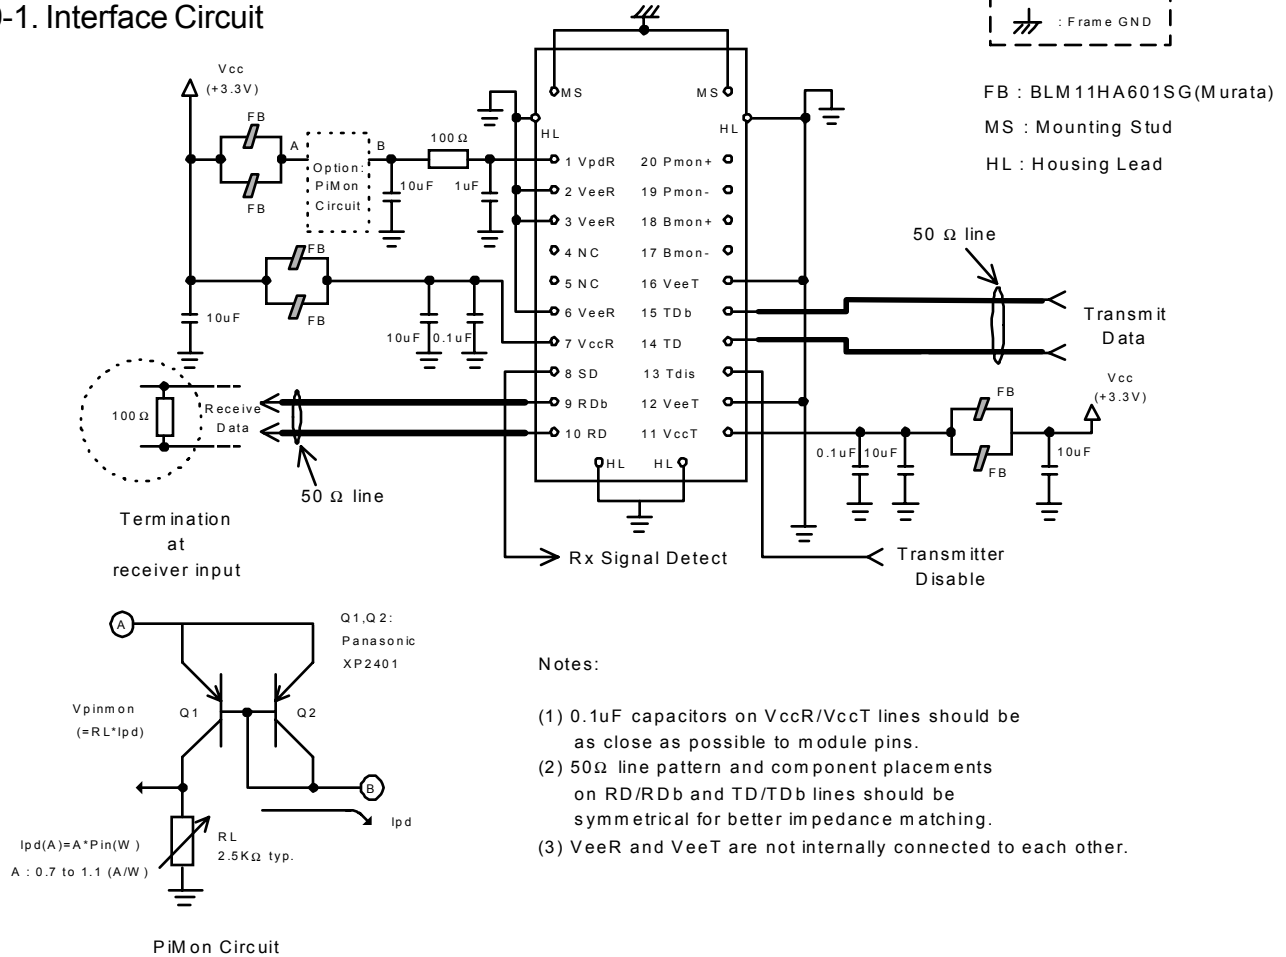 0-1. Interface Circuit
: Frame GND
FB : BLM11HA601SG(Murata)
MS : Mounting Stud
HL : Housing Lead
Vcc
(+3.3V)
FB
FB
A
Option:
PiMon
Circuit
B
10uF
100Ω
1uF
MS
MS
HL
HL
1 VpdR
2 VeeR
3 VeeR
4 NC
5 NC
6 VeeR
7 VccR
8 SD
9 RDb
10 RD
20 Pmon+
19 Pmon-
18 Bmon+
17 Bmon-
16 VeeT
15 TDb
14 TD
13 Tdis
12 VeeT
11 VccT
HL
HL
FB
FB
10uF
10uF
0.1uF
50 Ω line
Transmit
Data
Vcc
(+3.3V)
FB
FB
0.1uF
10uF
10uF
100Ω
Receive
Data
50 Ω line
Termination
at
receiver input
Rx Signal Detect
Transmitter
Disable
A
Q1,Q2:
Panasonic
XP2401
Vpinmon
(=RL*Ipd)
Q1
Q2
B
Ipd
Ipd(A)=A*Pin(W)
A : 0.7 to 1.1 (A/W)
RL
2.5KΩ typ.
PiMon Circuit
Notes:
(1) 0.1uF capacitors on VccR/VccT lines should be
as close as possible to module pins.
(2) 50Ω line pattern and component placements
on RD/RDb and TD/TDb lines should be
symmetrical for better impedance matching.
(3) VeeR and VeeT are not internally connected to each other.